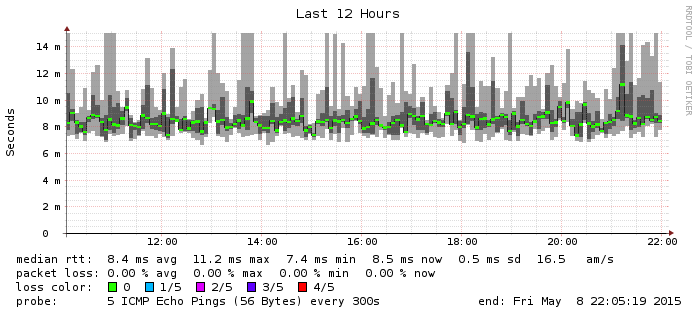 Last 12 Hours
RRDTOOL / TOBI OETIKER
Seconds
14 m
12 m
10 m
8 m
6 m
4 m
2 m
0
12:00 14:00 16:00 18:00 20:00 22:00
median rtt: 8.4 ms avg 11.2 ms max 7.4 ms min 8.5 ms now 0.5 ms sd 16.5 am/s
packet loss: 0.00 % avg 0.00 % max 0.00 % min 0.00 % now
loss color: 0 1/5 2/5 3/5 4/5
probe: 5 ICMP Echo Pings (56 Bytes) every 300s end: Fri May 8 22:05:19 2015